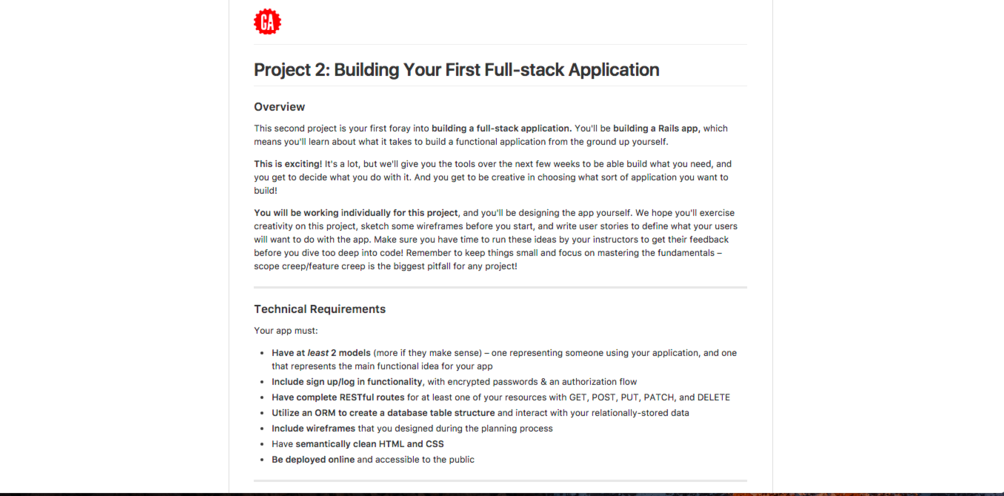 GA
Project 2: Building Your First Full-stack Application
Overview
This second project is your first foray into building a full-stack application. You'll be building a Rails app, which
means you'll learn about what it takes to build a functional application from the ground up yourself.
This is exciting! It's a lot, but we'll give you the tools over the next few weeks to be able build what you need, and
you get to decide what you do with it. And you get to be creative in choosing what sort of application you want to
build!
You will be working individually for this project, and you'll be designing the app yourself. We hope you'll exercise
creativity on this project, sketch some wireframes before you start, and write user stories to define what your users
will want to do with the app. Make sure you have time to run these ideas by your instructors to get their feedback
before you dive too deep into code! Remember to keep things small and focus on mastering the fundamentals –
scope creep/feature creep is the biggest pitfall for any project!
Technical Requirements
Your app must:
• Have at least 2 models (more if they make sense) – one representing someone using your application, and one
that represents the main functional idea for your app
• Include sign up/log in functionality, with encrypted passwords & an authorization flow
• Have complete RESTful routes for at least one of your resources with GET, POST, PUT, PATCH, and DELETE
• Utilize an ORM to create a database table structure and interact with your relationally-stored data
• Include wireframes that you designed during the planning process
• Have semantically clean HTML and CSS
• Be deployed online and accessible to the public